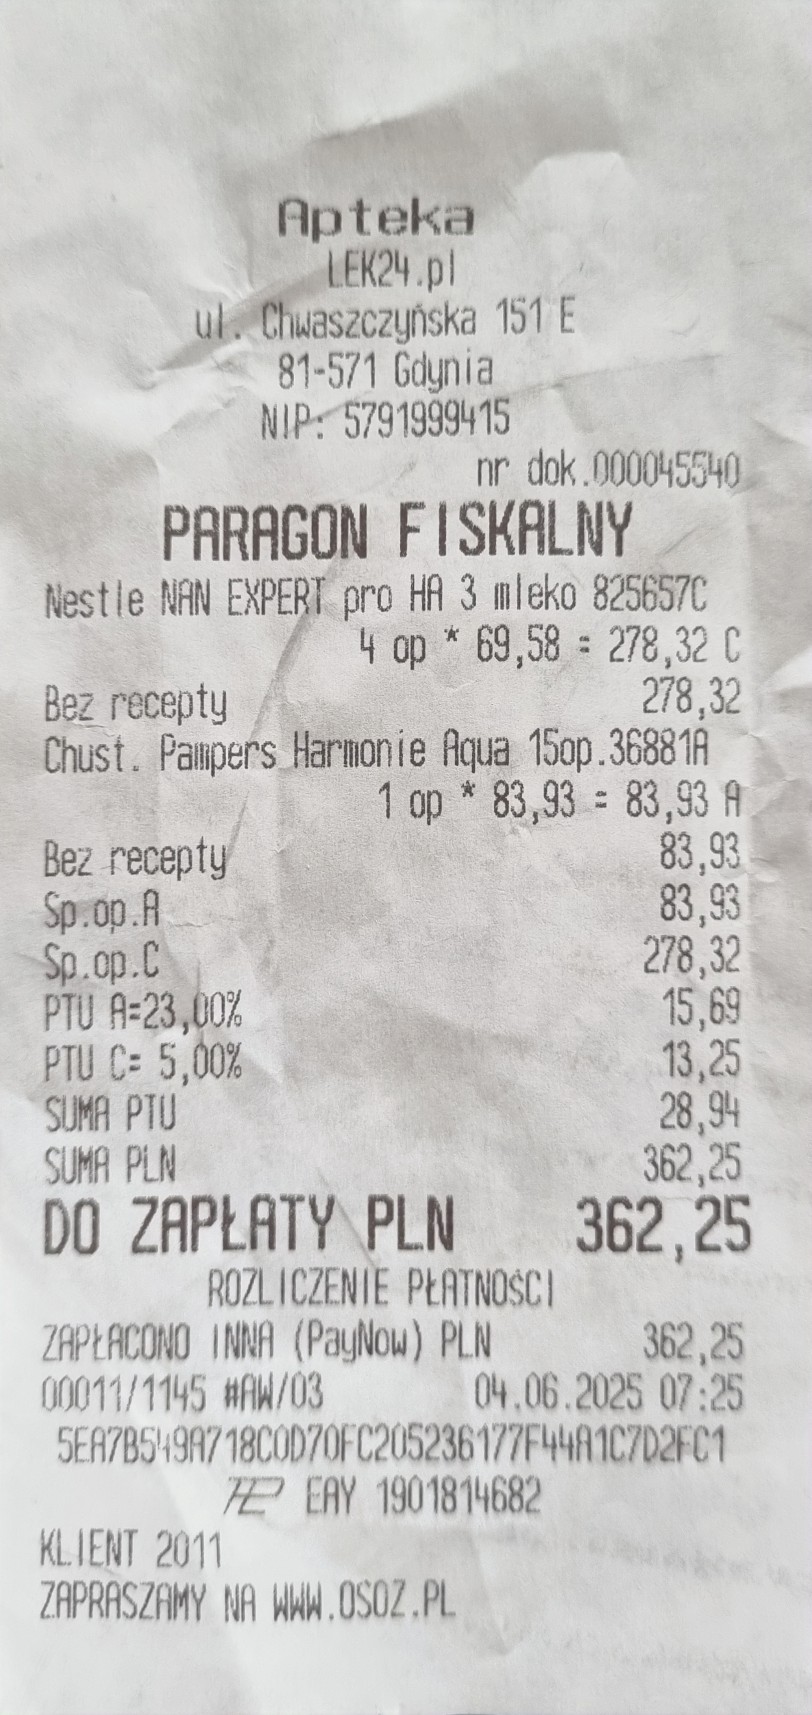 Apteka
LEK24.pl
ul. Chwaszczyńska 151 E
81-571 Gdynia
NIP: 5791999415
nr dok.000045540
PARAGON FISKALNY
Nestle NAN EXPERT pro HA 3 mleko 825657C
4 op * 69,58 = 278,32 C
Bez recepty 278,32
Chust. Pampers Harmonie Aqua 15op.36881A
1 op * 83,93 = 83,93 A
Bez recepty 83,93
Sp.op.A 83,93
Sp.op.C 278,32
PTU A=23,00% 15,69
PTU C= 5,00% 13,25
SUMA PTU 28,94
SUMA PLN 362,25
DO ZAPŁATY PLN 362,25
ROZLICZENIE PŁATNOŚCI
ZAPŁACONO INNA (PayNow) PLN 362,25
00011/1145 #AW/03 04.06.2025 07:25
5EA7B549A718C0D70FC205236177F44A1C7D2FC1
EAY 1901814682
KLIENT 2011
ZAPRASZAMY NA WWW.OSOZ.PL